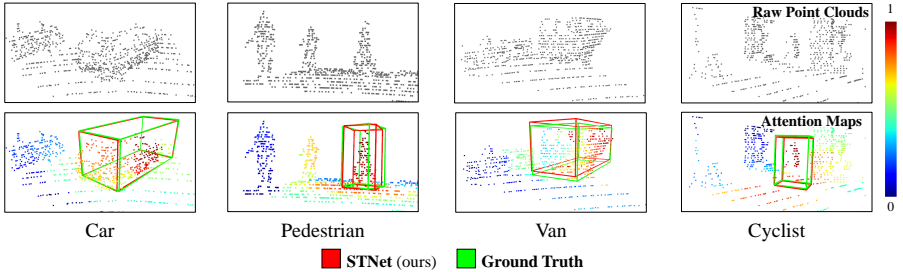 Raw Point Clouds
1
Attention Maps
0
Car
Pedestrian
Van
Cyclist
STNet (ours)
Ground Truth